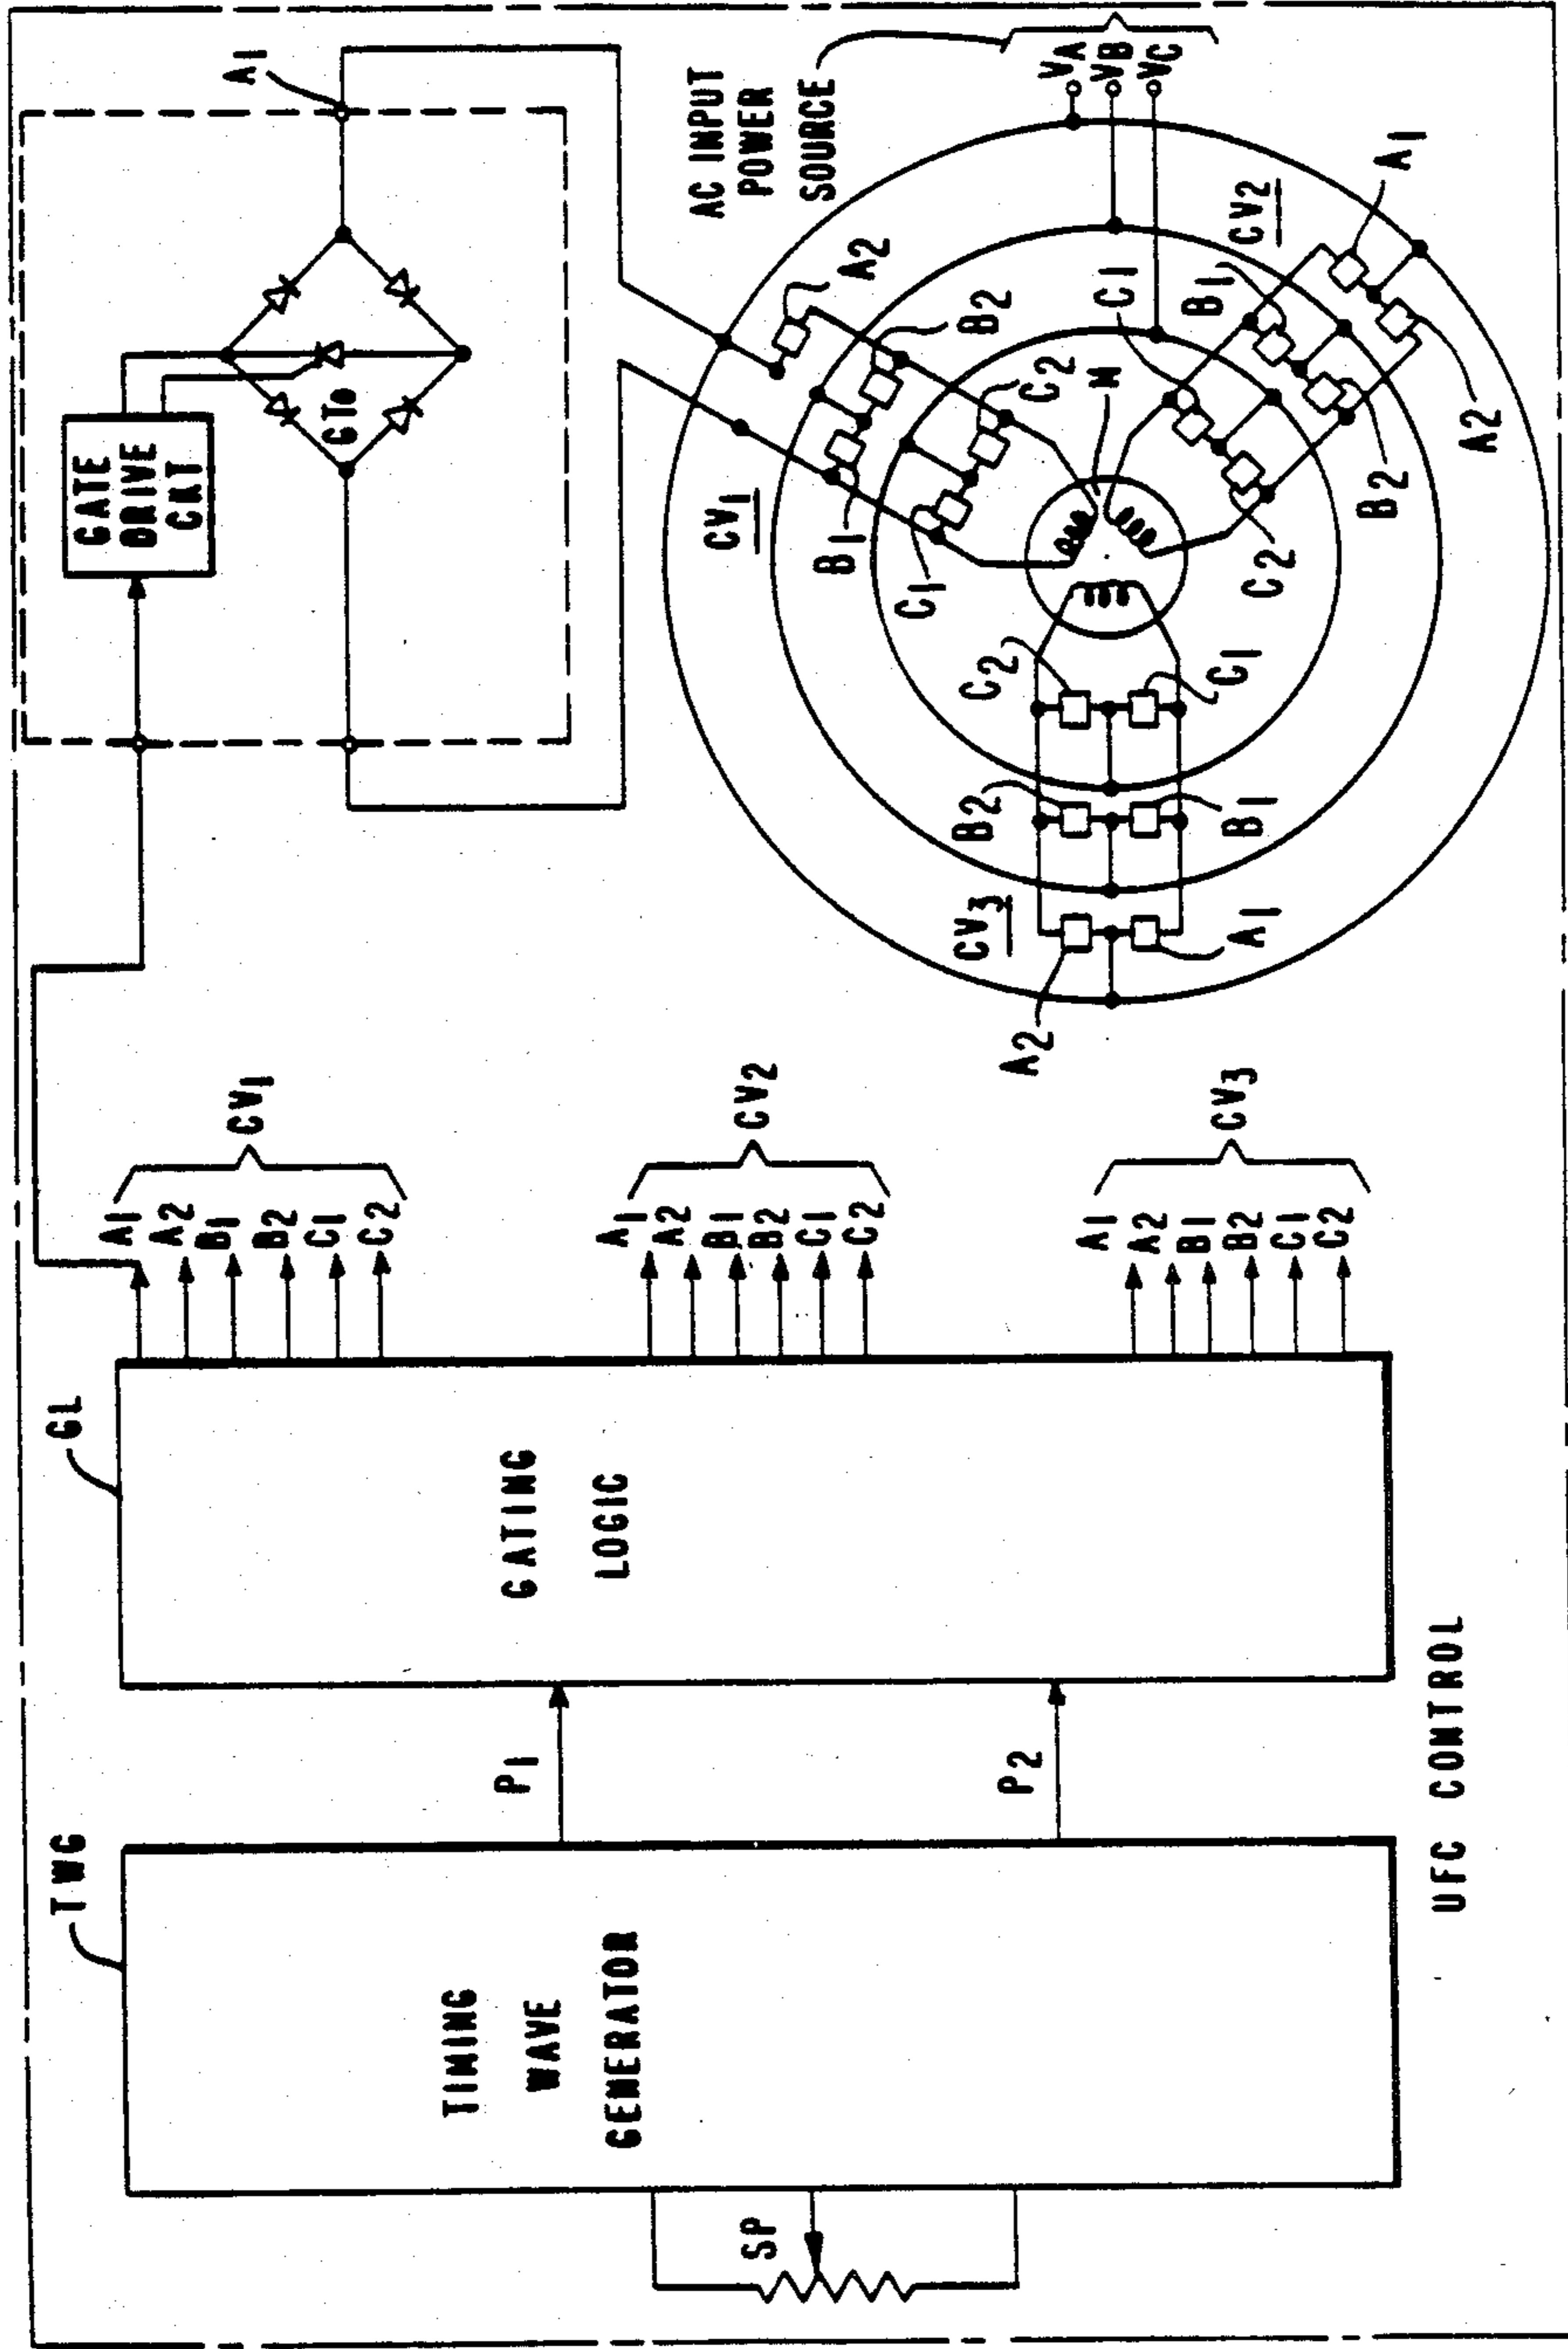 TWG
TIMING
WAVE
GENERATOR
SP
P1
P2
GL
GATING
LOGIC
UFC CONTROL
A1
A2
B1
B2
C1
C2
CV1
A1
A2
B1
B2
C1
C2
CV2
A1
A2
B1
B2
C1
C2
CV3
GATE
DRIVE
CKT
GTo
A1
AC INPUT
POWER
SOURCE
VA
VB
VC
CV1
A2
B2
C2
B1
C1
M
CV2
A1
B1
C1
A2
B2
C2
CV3
C2
C1
B2
B1
A2
A1